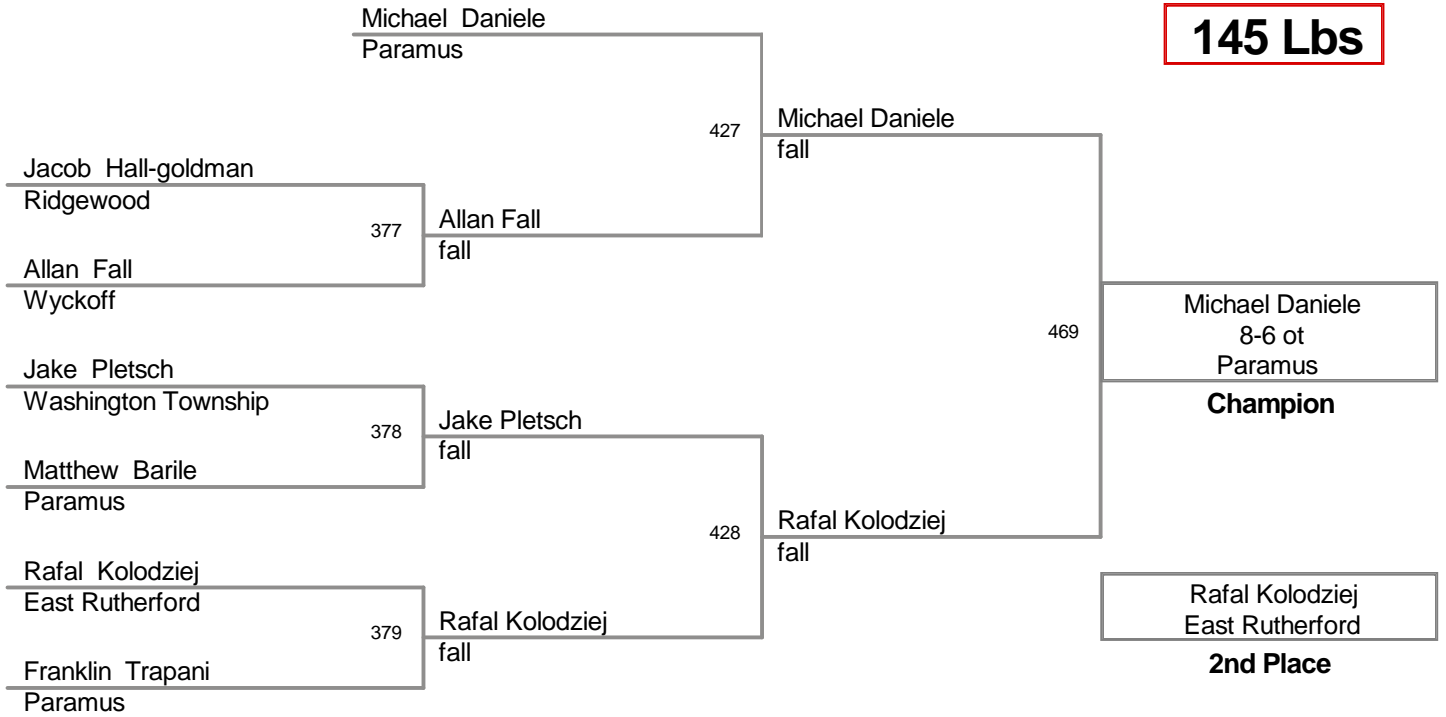 Michael  Daniele
Paramus
145 Lbs
427
Michael Daniele
fall
Jacob  Hall-goldman
Ridgewood
377
Allan Fall
fall
Allan  Fall
Wyckoff
469
Michael Daniele
8-6 ot
Paramus
Champion
Jake  Pletsch
Washington Township
378
Jake Pletsch
fall
Matthew  Barile
Paramus
428
Rafal Kolodziej
fall
Rafal  Kolodziej
East Rutherford
379
Rafal Kolodziej
fall
Franklin  Trapani
Paramus
Rafal Kolodziej
East Rutherford
2nd Place